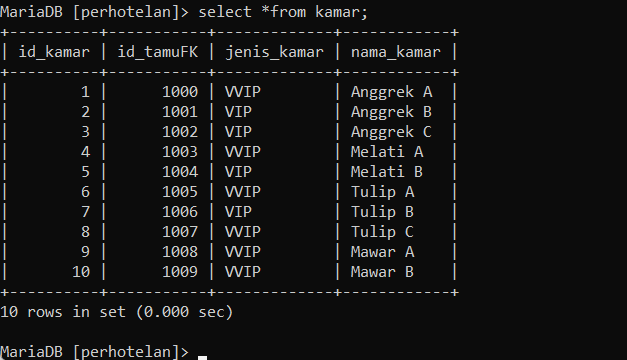 MariaDB [perhotelan]> select *from kamar;
+----------+-----------+-------------+------------+
| id_kamar | id_tamuFK | jenis_kamar | nama_kamar |
+----------+-----------+-------------+------------+
|        1 |      1000 | VVIP        | Anggrek A  |
|        2 |      1001 | VIP         | Anggrek B  |
|        3 |      1002 | VIP         | Anggrek C  |
|        4 |      1003 | VVIP        | Melati A   |
|        5 |      1004 | VIP         | Melati B   |
|        6 |      1005 | VVIP        | Tulip A    |
|        7 |      1006 | VIP         | Tulip B    |
|        8 |      1007 | VVIP        | Tulip C    |
|        9 |      1008 | VVIP        | Mawar A    |
|       10 |      1009 | VVIP        | Mawar B    |
+----------+-----------+-------------+------------+
10 rows in set (0.000 sec)
MariaDB [perhotelan]>